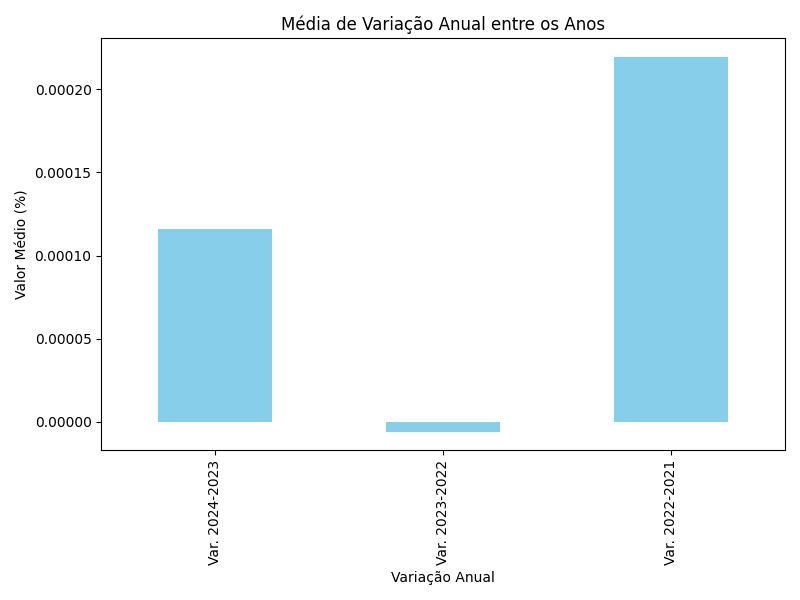 Média de Variação Anual entre os Anos
Valor Médio (%)
0.00020
0.00015
0.00010
0.00005
0.00000
Var. 2024-2023
Var. 2023-2022
Var. 2022-2021
Variação Anual